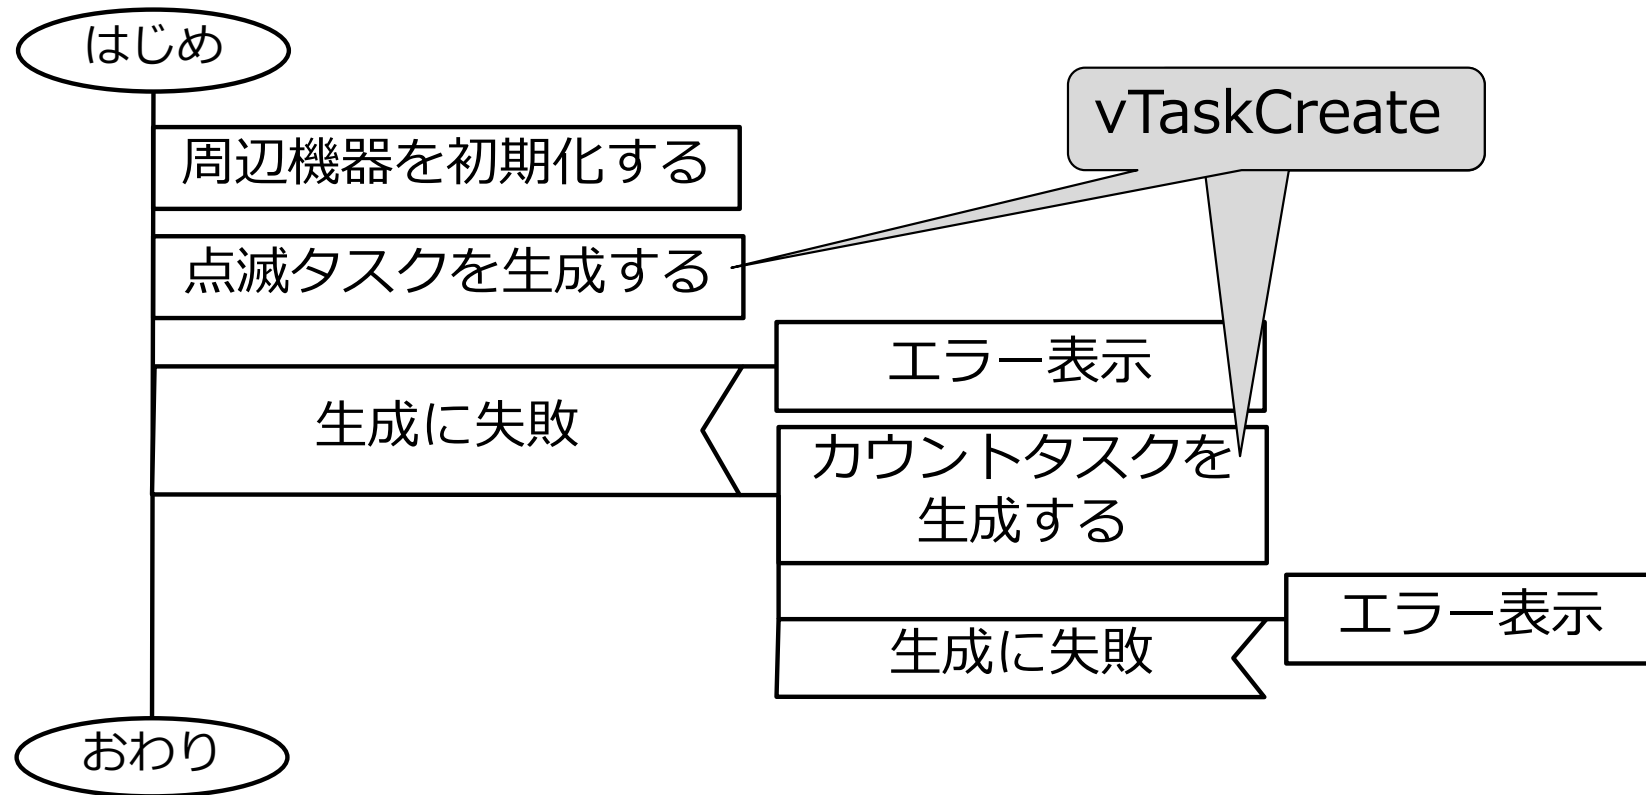 はじめ
vTaskCreate
周辺機器を初期化する
点滅タスクを生成する
エラー表示
生成に失敗
カウントタスクを
生成する
エラー表示
生成に失敗
おわり